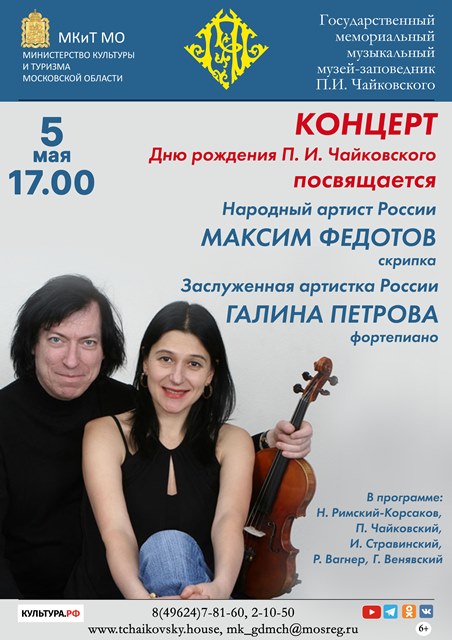 МКиТ МО
МИНИСТЕРСТВО КУЛЬТУРЫ
И ТУРИЗМА
МОСКОВСКОЙ ОБЛАСТИ
Государственный
мемориальный
музыкальный
музей-заповедник
П.И. Чайковского
5
мая
17.00
КОНЦЕРТ
Дню рождения П. И. Чайковского
посвящается
Народный артист России
МАКСИМ ФЕДОТОВ
скрипка
Заслуженная артистка России
ГАЛИНА ПЕТРОВА
фортепиано
В программе:
Н. Римский-Корсаков,
П. Чайковский,
И. Стравинский,
Р. Вагнер, Г. Венявский
КУЛЬТУРА.РФ
8(49624)7-81-60, 2-10-50
www.tchaikovsky.house, mk_gdmch@mosreg.ru
6+